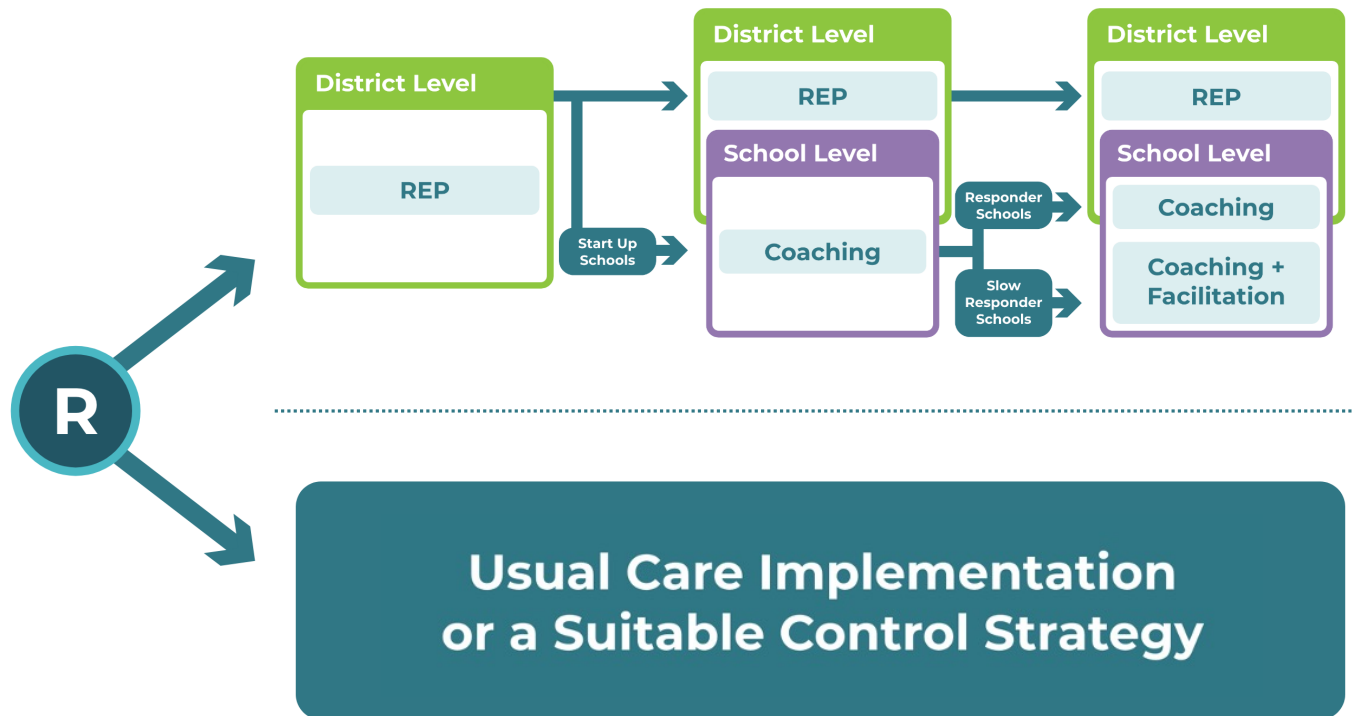 District Level
REP
Start Up
Schools
District Level
REP
School Level
Coaching
Responder
Schools
Slow
Responder
Schools
District Level
REP
School Level
Coaching
Coaching +
Facilitation
R
Usual Care Implementation
or a Suitable Control Strategy